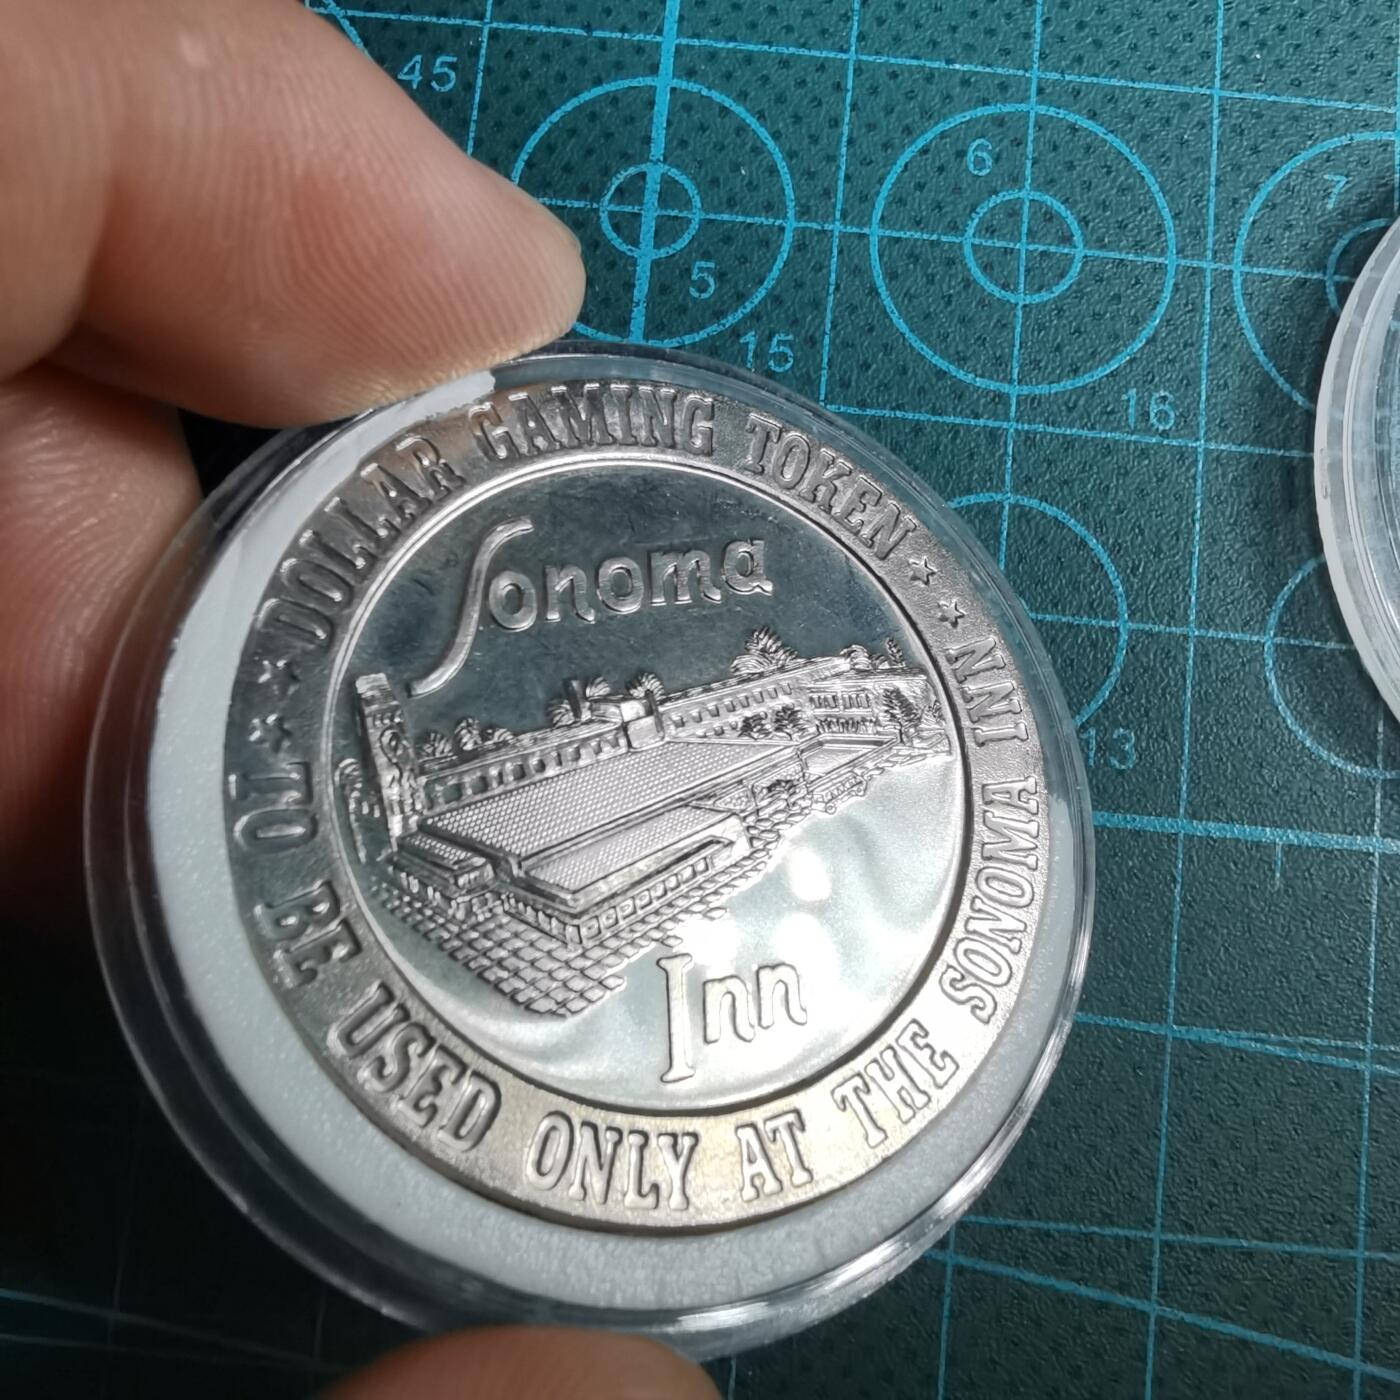 DOLLAR GAMING TOKEN
Sonoma
Inn
TO BE USED ONLY AT THE SONOMA INN
45
5
6
7
15
16
13